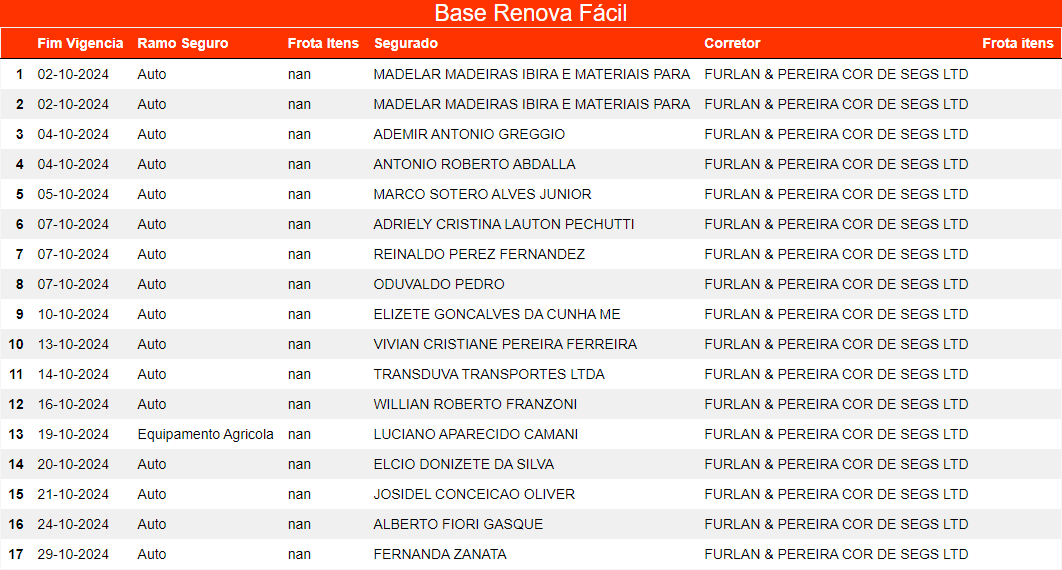 Base Renova Fácil
Fim Vigencia Ramo Seguro Frota Itens Segurado Corretor Frota itens
1 02-10-2024 Auto nan MADELAR MADEIRAS IBIRA E MATERIAIS PARA FURLAN & PEREIRA COR DE SEGS LTD
2 02-10-2024 Auto nan MADELAR MADEIRAS IBIRA E MATERIAIS PARA FURLAN & PEREIRA COR DE SEGS LTD
3 04-10-2024 Auto nan ADEMIR ANTONIO GREGGIO FURLAN & PEREIRA COR DE SEGS LTD
4 04-10-2024 Auto nan ANTONIO ROBERTO ABDALLA FURLAN & PEREIRA COR DE SEGS LTD
5 05-10-2024 Auto nan MARCO SOTERO ALVES JUNIOR FURLAN & PEREIRA COR DE SEGS LTD
6 07-10-2024 Auto nan ADRIELY CRISTINA LAUTON PECHUTTI FURLAN & PEREIRA COR DE SEGS LTD
7 07-10-2024 Auto nan REINALDO PEREZ FERNANDEZ FURLAN & PEREIRA COR DE SEGS LTD
8 07-10-2024 Auto nan ODUVALDO PEDRO FURLAN & PEREIRA COR DE SEGS LTD
9 10-10-2024 Auto nan ELIZETE GONCALVES DA CUNHA ME FURLAN & PEREIRA COR DE SEGS LTD
10 13-10-2024 Auto nan VIVIAN CRISTIANE PEREIRA FERREIRA FURLAN & PEREIRA COR DE SEGS LTD
11 14-10-2024 Auto nan TRANSDUVA TRANSPORTES LTDA FURLAN & PEREIRA COR DE SEGS LTD
12 16-10-2024 Auto nan WILLIAN ROBERTO FRANZONI FURLAN & PEREIRA COR DE SEGS LTD
13 19-10-2024 Equipamento Agricola nan LUCIANO APARECIDO CAMANI FURLAN & PEREIRA COR DE SEGS LTD
14 20-10-2024 Auto nan ELCIO DONIZETE DA SILVA FURLAN & PEREIRA COR DE SEGS LTD
15 21-10-2024 Auto nan JOSIDEL CONCEICAO OLIVER FURLAN & PEREIRA COR DE SEGS LTD
16 24-10-2024 Auto nan ALBERTO FIORI GASQUE FURLAN & PEREIRA COR DE SEGS LTD
17 29-10-2024 Auto nan FERNANDA ZANATA FURLAN & PEREIRA COR DE SEGS LTD